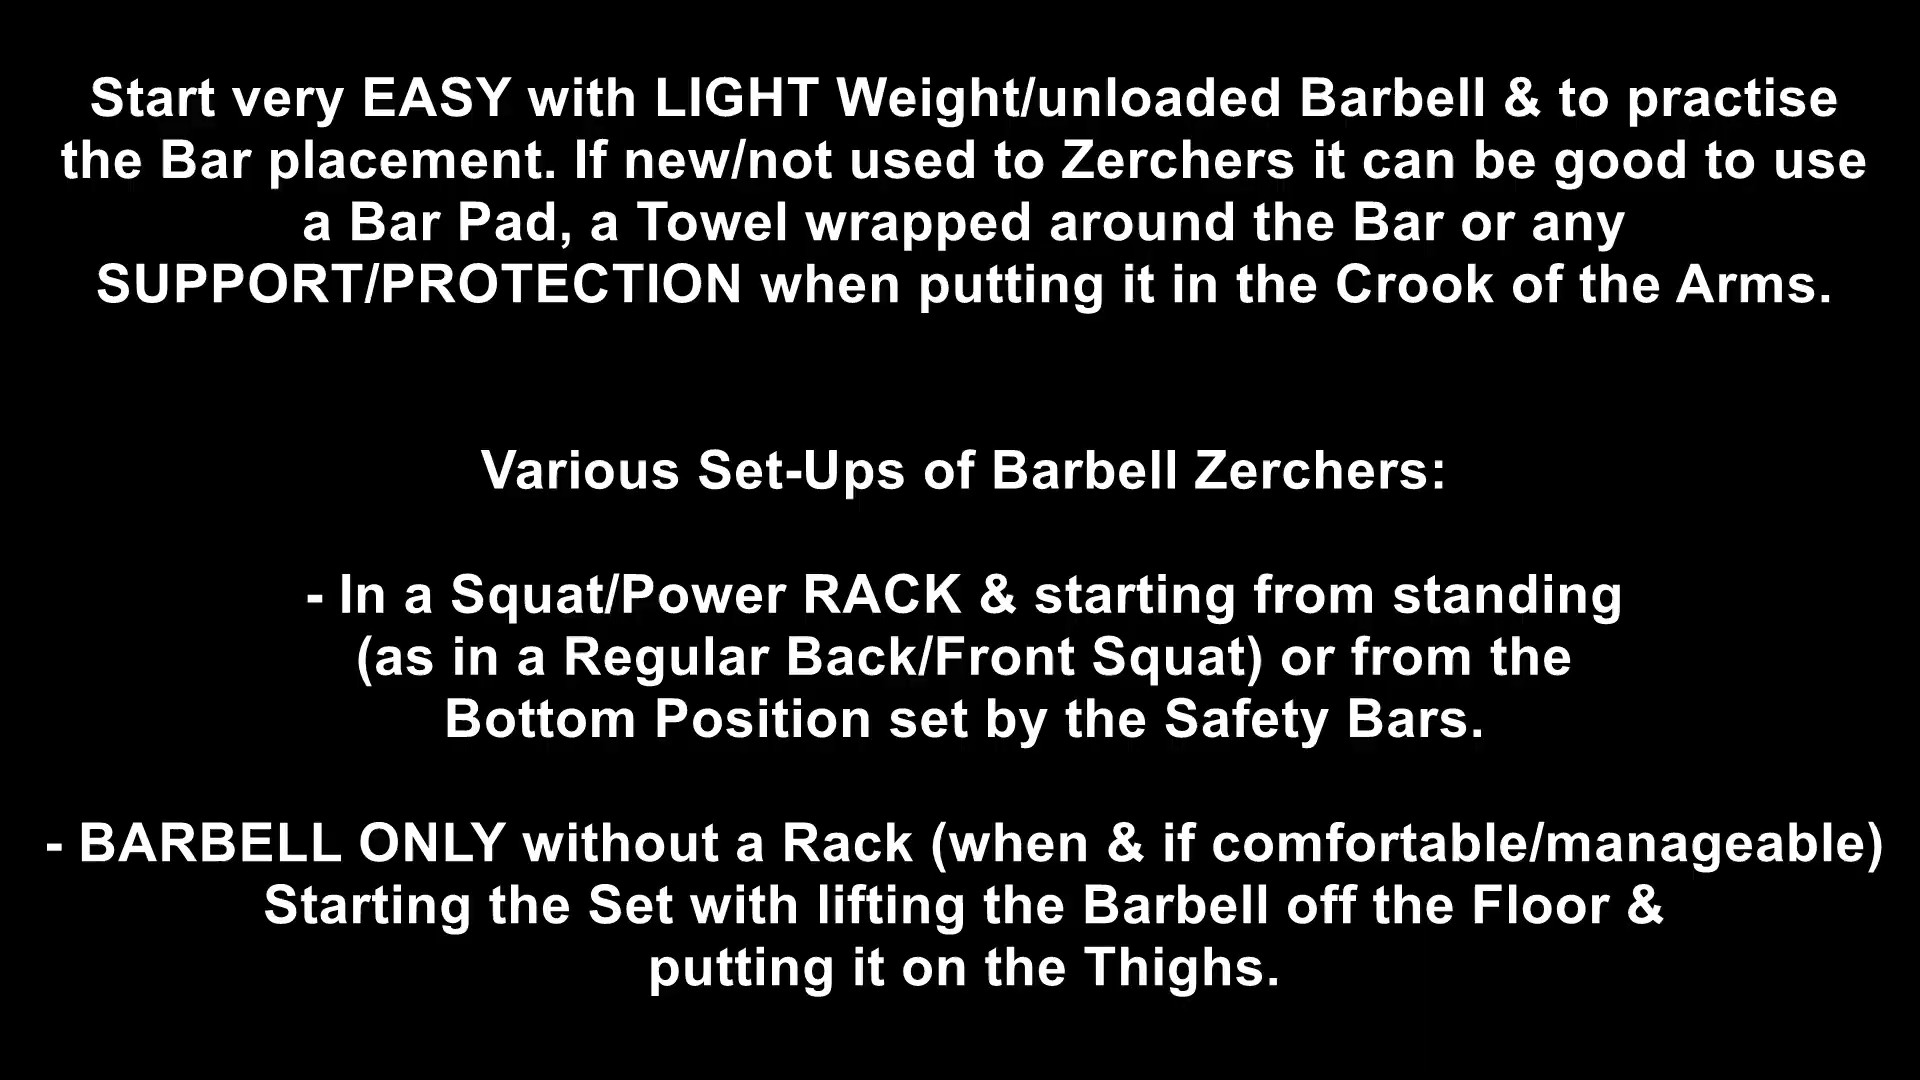 Start very EASY with LIGHT Weight/unloaded Barbell & to practise
the Bar placement. If new/not used to Zerchers it can be good to use
a Bar Pad, a Towel wrapped around the Bar or any
SUPPORT/PROTECTION when putting it in the Crook of the Arms.
Various Set-Ups of Barbell Zerchers:
- In a Squat/Power RACK & starting from standing
(as in a Regular Back/Front Squat) or from the
Bottom Position set by the Safety Bars.
- BARBELL ONLY without a Rack (when & if comfortable/manageable)
Starting the Set with lifting the Barbell off the Floor &
putting it on the Thighs.